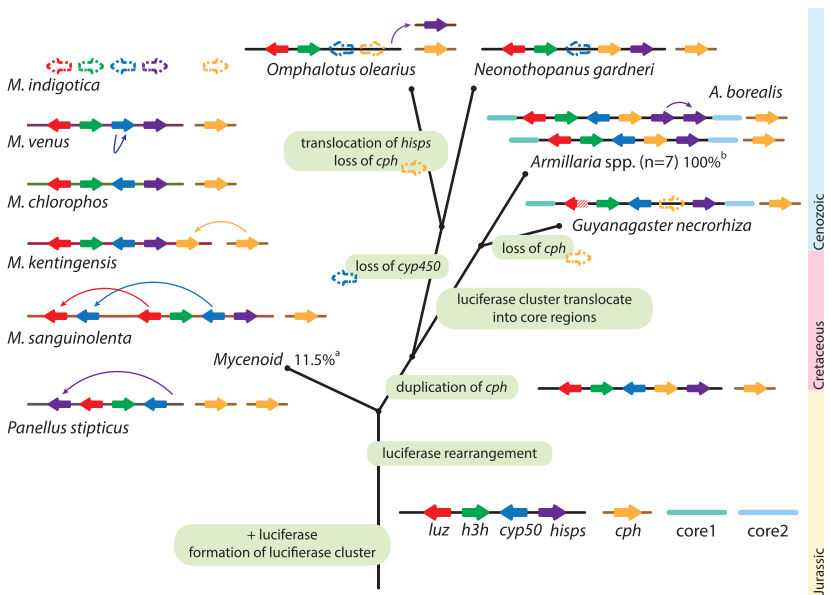 M. indigotica
M. venus
M. chlorophos
M. kentingensis
M. sanguinolenta
Panellus stipticus
Omphalotus olearius
Neonothopanus gardneri
A. borealis
Armillaria spp. (n=7) 100%b
Guyanagaster necrorhiza
translocation of hisps
loss of cph
loss of cyp450
loss of cph
luciferase cluster translocate
into core regions
Mycenoid 11.5%a
duplication of cph
luciferase rearrangement
+ luciferase
formation of lucifierase cluster
luz h3h cyp50 hisps cph core1 core2
Cenozoic
Cretaceous
Jurassic